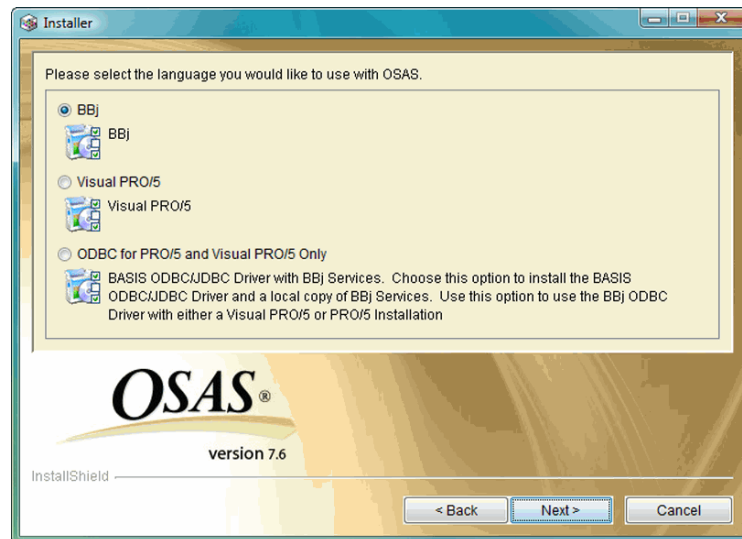 Installer
Please select the language you would like to use with OSAS.
BBj
BBj
Visual PRO/5
Visual PRO/5
ODBC for PRO/5 and Visual PRO/5 Only
BASIS ODBC/JDBC Driver with BBj Services. Choose this option to install the BASIS
ODBC/JDBC Driver and a local copy of BBj Services. Use this option to use the BBj ODBC
Driver with either a Visual PRO/5 or PRO/5 Installation
OSAS®
version 7.6
InstallShield
< Back Next > Cancel